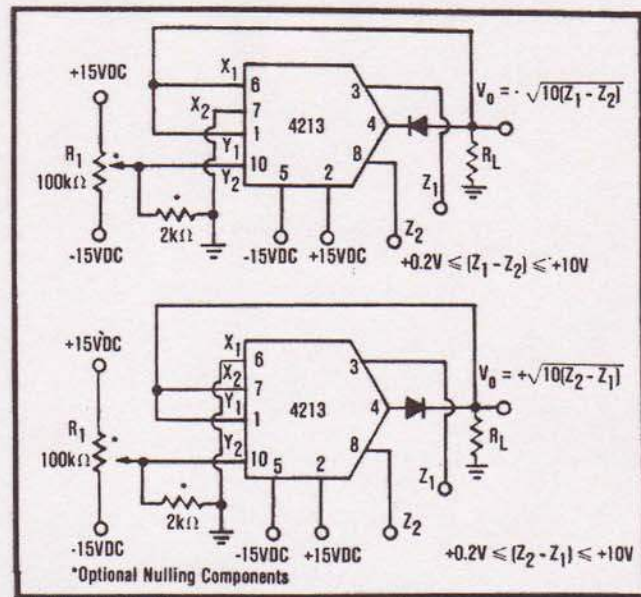 +15VDC
R1
100kΩ
*
-15VDC
2kΩ
*
X1
X2
Y1
Y2
6
7
1
10
4213
5
2
3
4
8
-15VDC
+15VDC
Z2
Z1
RL
V0 = - √10(Z1 - Z2)
+0.2V ≤ (Z1 - Z2) ≤ +10V
+15VDC
R1
100kΩ
*
-15VDC
2kΩ
*
X1
X2
Y1
Y2
6
7
1
10
4213
5
2
3
4
8
-15VDC
+15VDC
Z2
Z1
RL
V0 = +√10(Z2 - Z1)
+0.2V ≤ (Z2 - Z1) ≤ +10V
*Optional Nulling Components